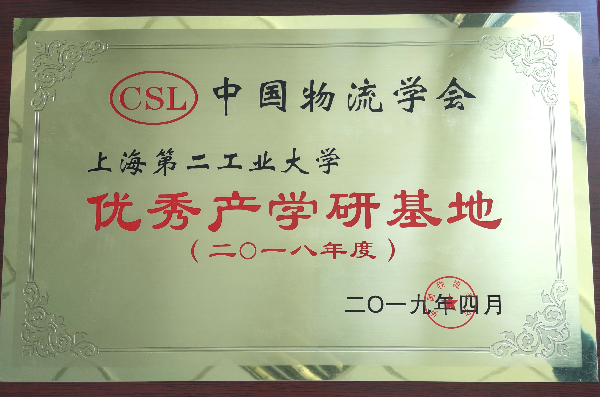 CSL 中国物流学会
上海第二工业大学
优秀产学研基地
（二〇一八年度）
二〇一九年四月